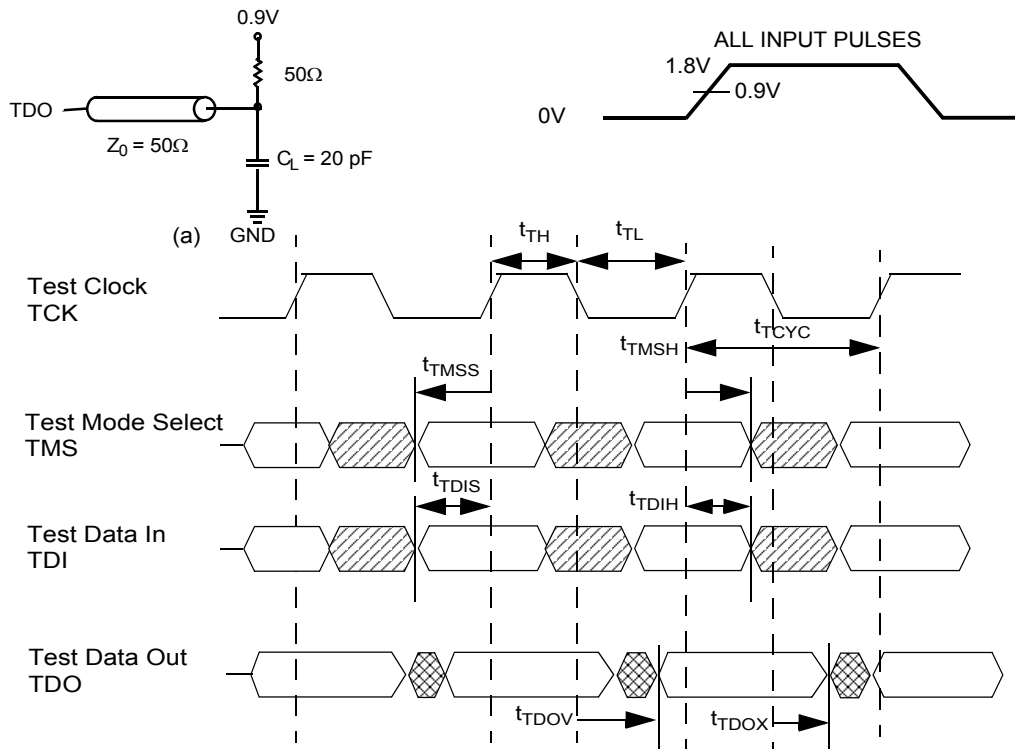 0.9V
50Ω
TDO
Z0 = 50Ω
CL = 20 pF
(a)
GND
ALL INPUT PULSES
1.8V
0.9V
0V
tTH
tTL
Test Clock
TCK
tTMSH
tTCYC
tTMSS
Test Mode Select
TMS
tTDIS
tTDIH
Test Data In
TDI
Test Data Out
TDO
tTDOV
tTDOX